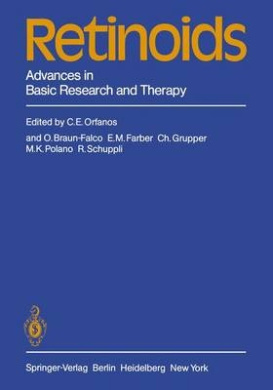 Retinoids
Advances in
Basic Research and Therapy
Edited by C.E. Orfanos
and O. Braun-Falco E. M. Farber Ch. Grupper
M. K. Polano R. Schuppli
Springer-Verlag Berlin Heidelberg New York